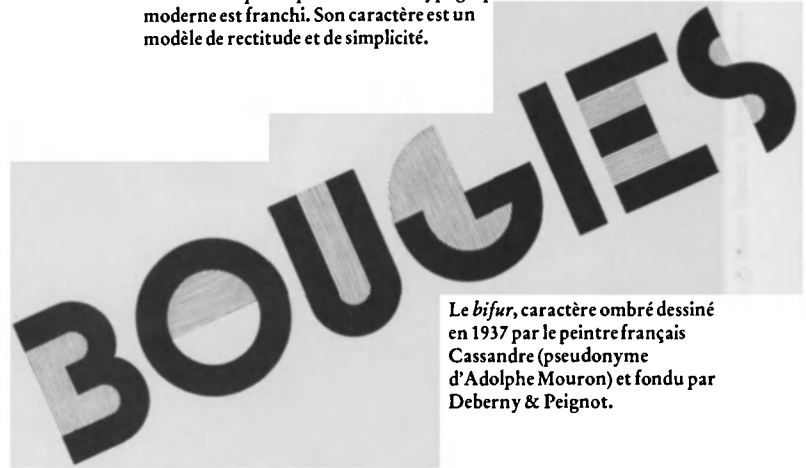 moderne est franchi. Son caractère est un
modèle de rectitude et de simplicité.
BOUGIES
Le bifur, caractère ombré dessiné
en 1937 par le peintre français
Cassandre (pseudonyme
d'Adolphe Mouron) et fondu par
Deberny & Peignot.